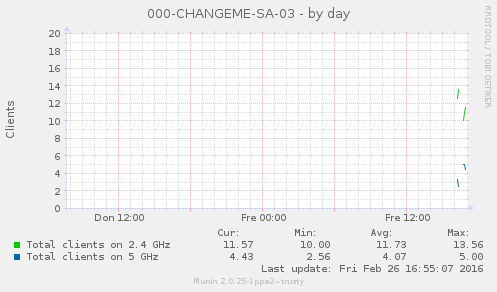 000-CHANGEME-SA-03 - by day
RRDTOOL / TOBI OETIKER
Clients
20
18
16
14
12
10
8
6
4
2
0
Don 12:00 Fre 00:00 Fre 12:00
Cur: Min: Avg: Max:
Total clients on 2.4 GHz 11.57 10.00 11.73 13.56
Total clients on 5 GHz 4.43 2.56 4.07 5.00
Last update: Fri Feb 26 16:55:07 2016
Munin 2.0.25-1ppa2~trusty